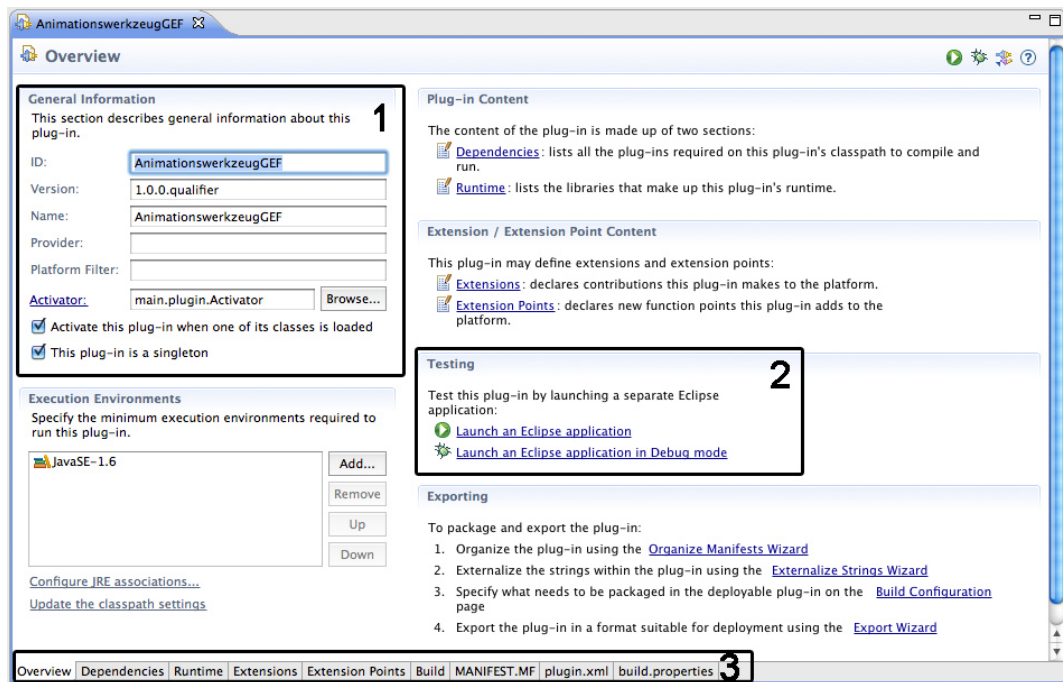 AnimationswerkzeugGEF
Overview
General Information
This section describes general information about this
plug-in.
1
ID:
AnimationswerkzeugGEF
Version:
1.0.0.qualifier
Name:
AnimationswerkzeugGEF
Provider:
Platform Filter:
Activator:
main.plugin.Activator
Browse...
Activate this plug-in when one of its classes is loaded
This plug-in is a singleton
Execution Environments
Specify the minimum execution environments required to
run this plug-in.
JavaSE-1.6
Add...
Remove
Up
Down
Configure JRE associations...
Update the classpath settings
Plug-in Content
The content of the plug-in is made up of two sections:
Dependencies: lists all the plug-ins required on this plug-in's classpath to compile and
run.
Runtime: lists the libraries that make up this plug-in's runtime.
Extension / Extension Point Content
This plug-in may define extensions and extension points:
Extensions: declares contributions this plug-in makes to the platform.
Extension Points: declares new function points this plug-in adds to the
platform.
Testing
2
Test this plug-in by launching a separate Eclipse
application:
Launch an Eclipse application
Launch an Eclipse application in Debug mode
Exporting
To package and export the plug-in:
1. Organize the plug-in using the Organize Manifests Wizard
2. Externalize the strings within the plug-in using the Externalize Strings Wizard
3. Specify what needs to be packaged in the deployable plug-in on the Build Configuration
page
4. Export the plug-in in a format suitable for deployment using the Export Wizard
Overview Dependencies Runtime Extensions Extension Points Build MANIFEST.MF plugin.xml build.properties 3